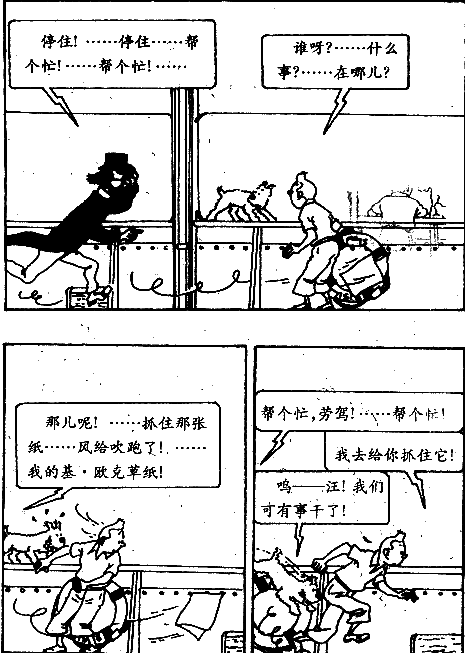 停住！……停住……帮
个忙！……帮个忙！……
谁呀？……什么
事？……在哪儿？
那儿呢！……抓住那张
纸……风给吹跑了！……
我的基·欧克草纸！
帮个忙，劳驾！……帮个忙！
我去给你抓住它！
呜——汪！我们
可有事干了！